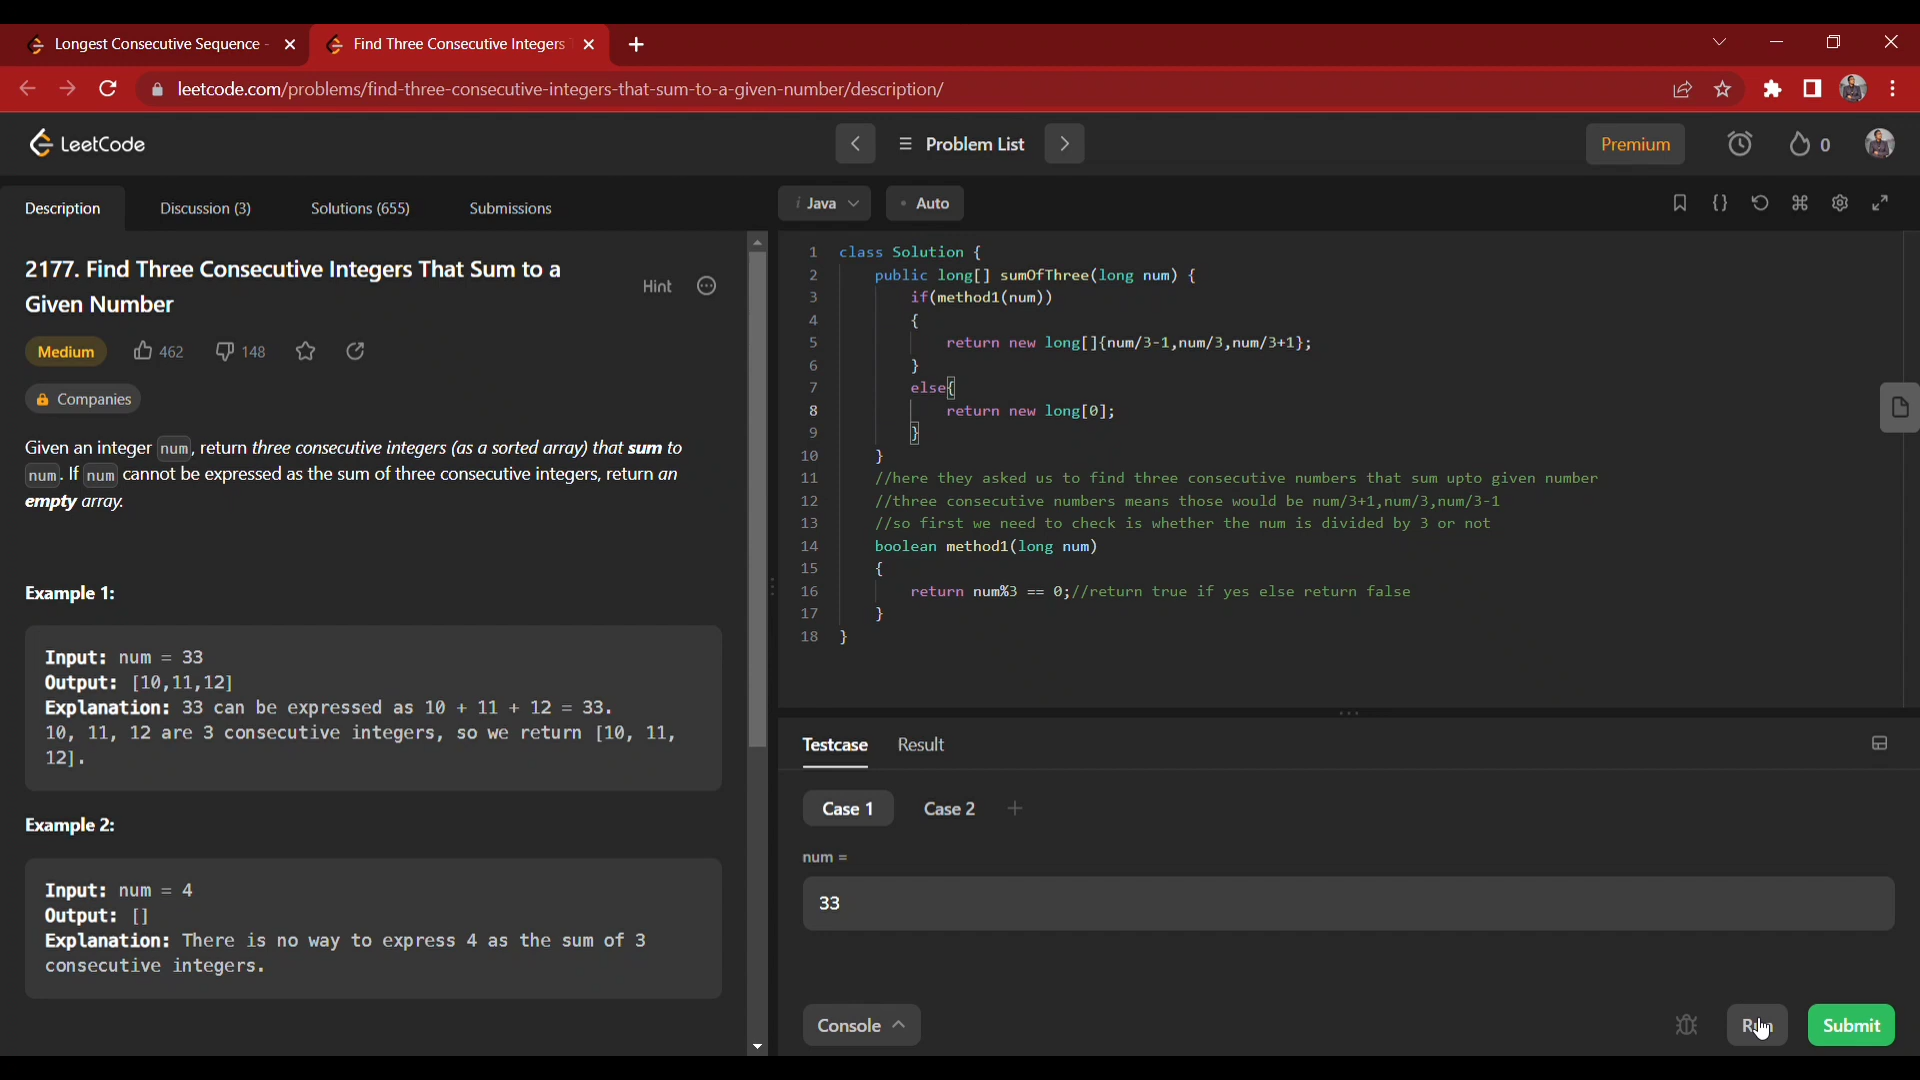 Longest Consecutive Sequence -
Find Three Consecutive Integers
leetcode.com/problems/find-three-consecutive-integers-that-sum-to-a-given-number/description/
LeetCode
Problem List
Premium
0
Description
Discussion (3)
Solutions (655)
Submissions
2177. Find Three Consecutive Integers That Sum to a
Given Number
Hint
Medium
462
148
Companies
Given an integer num, return three consecutive integers (as a sorted array) that sum to
num. If num cannot be expressed as the sum of three consecutive integers, return an
empty array.
Example 1:
Input: num = 33
Output: [10,11,12]
Explanation: 33 can be expressed as 10 + 11 + 12 = 33.
10, 11, 12 are 3 consecutive integers, so we return [10, 11,
12].
Example 2:
Input: num = 4
Output: []
Explanation: There is no way to express 4 as the sum of 3
consecutive integers.
i Java
Auto
1 class Solution {
2 public long[] sumOfThree(long num) {
3 if(method1(num))
4 {
5 return new long[]{num/3-1,num/3,num/3+1};
6 }
7 else{
8 return new long[0];
9 }
10 }
11 //here they asked us to find three consecutive numbers that sum upto given number
12 //three consecutive numbers means those would be num/3+1,num/3,num/3-1
13 //so first we need to check is whether the num is divided by 3 or not
14 boolean method1(long num)
15 {
16 return num%3 == 0;//return true if yes else return false
17 }
18 }
Testcase
Result
Case 1
Case 2
num =
33
Console
Run
Submit